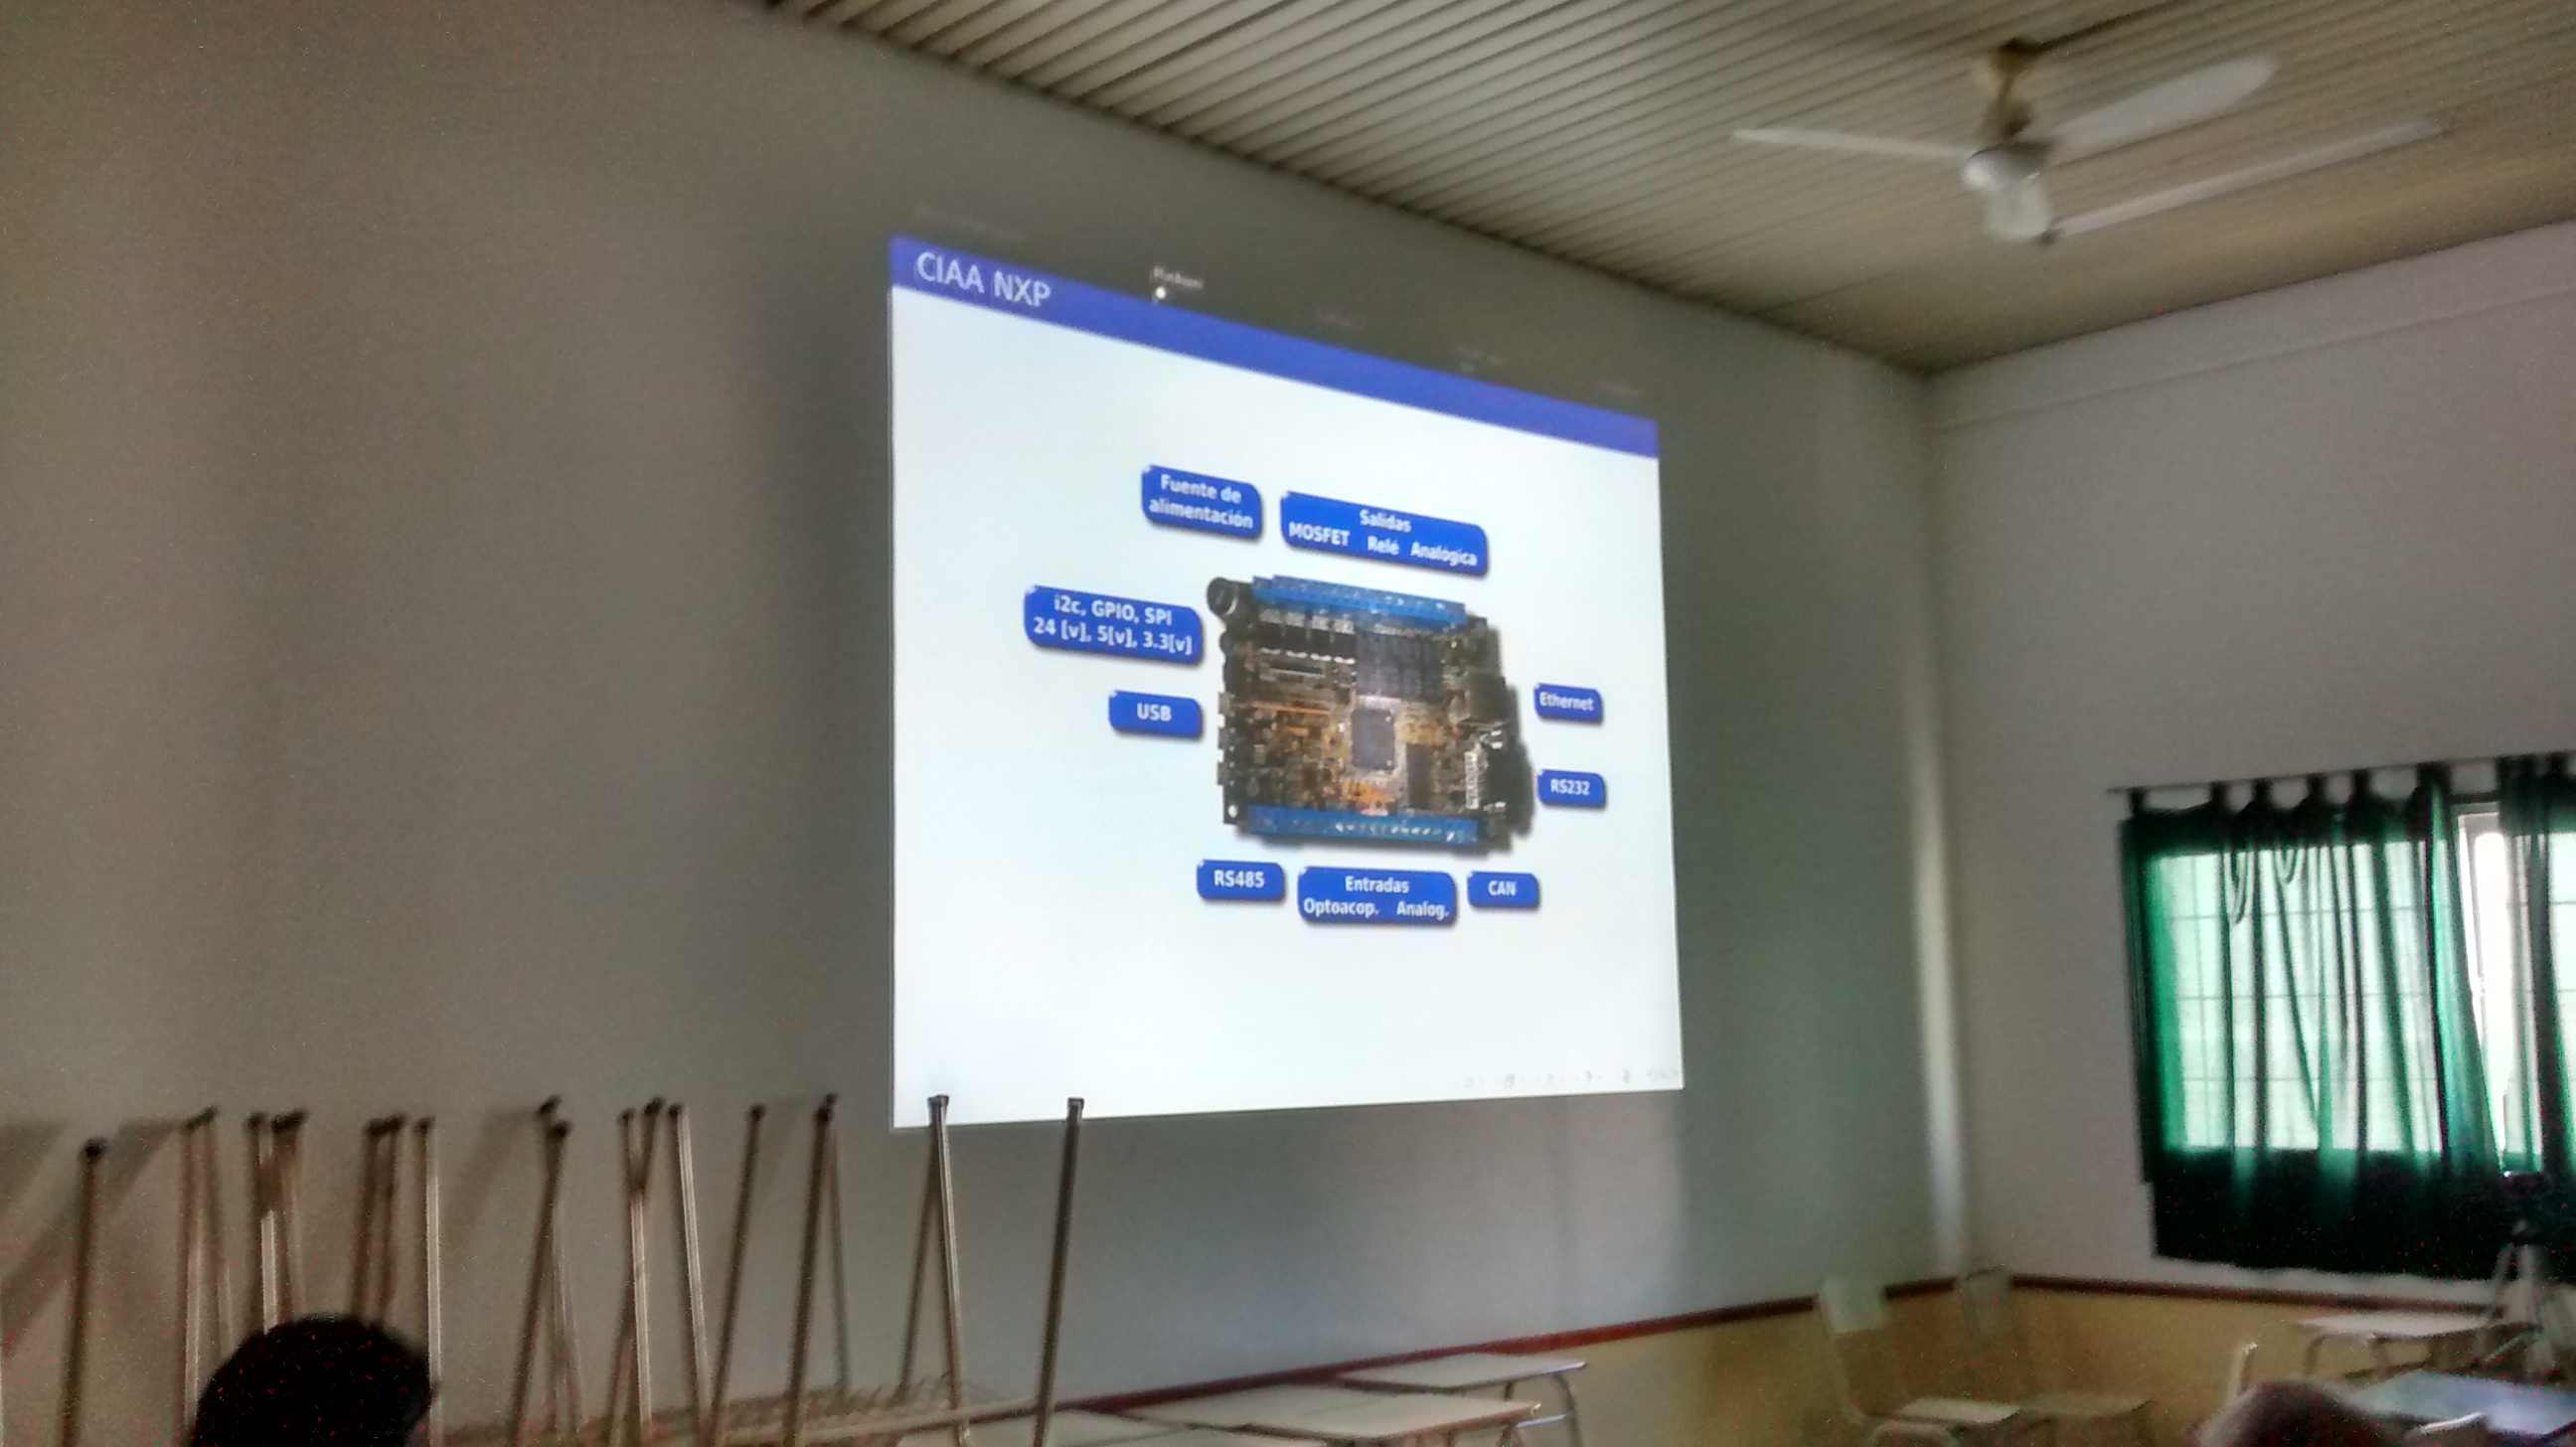 CIAA NXP
Fuente de
alimentación
Salidas
MOSFET Relé Analógica
i2c, GPIO, SPI
24 [v], 5[v], 3.3[v]
USB
Ethernet
RS232
RS485
Entradas
Optoacop. Analog.
CAN